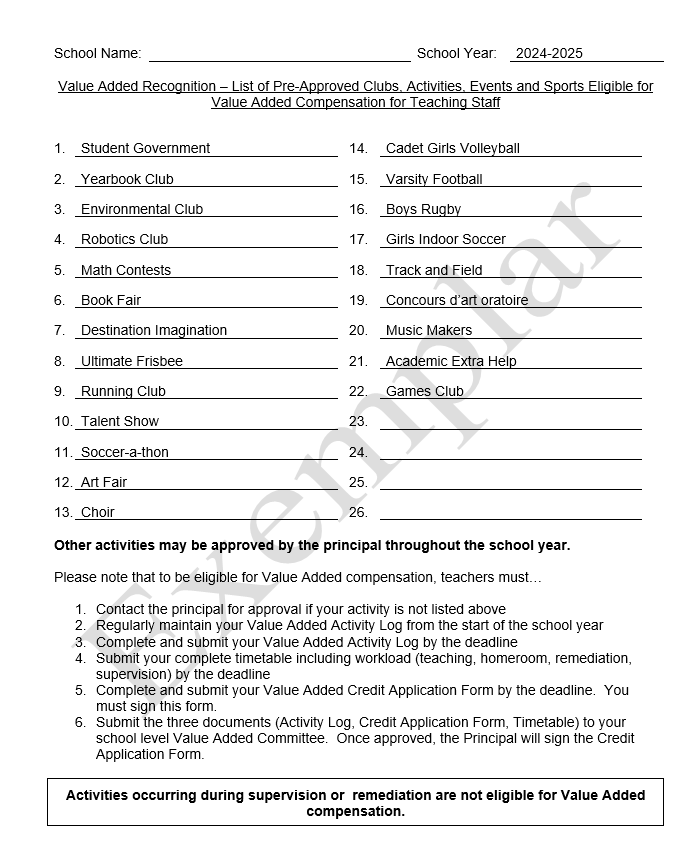 School Name: School Year: 2024-2025
Value Added Recognition – List of Pre-Approved Clubs, Activities, Events and Sports Eligible for
Value Added Compensation for Teaching Staff
1. Student Government
2. Yearbook Club
3. Environmental Club
4. Robotics Club
5. Math Contests
6. Book Fair
7. Destination Imagination
8. Ultimate Frisbee
9. Running Club
10. Talent Show
11. Soccer-a-thon
12. Art Fair
13. Choir
14. Cadet Girls Volleyball
15. Varsity Football
16. Boys Rugby
17. Girls Indoor Soccer
18. Track and Field
19. Concours d’art oratoire
20. Music Makers
21. Academic Extra Help
22. Games Club
23.
24.
25.
26.
Exemplar
Other activities may be approved by the principal throughout the school year.
Please note that to be eligible for Value Added compensation, teachers must…
1. Contact the principal for approval if your activity is not listed above
2. Regularly maintain your Value Added Activity Log from the start of the school year
3. Complete and submit your Value Added Activity Log by the deadline
4. Submit your complete timetable including workload (teaching, homeroom, remediation,
supervision) by the deadline
5. Complete and submit your Value Added Credit Application Form by the deadline. You
must sign this form.
6. Submit the three documents (Activity Log, Credit Application Form, Timetable) to your
school level Value Added Committee. Once approved, the Principal will sign the Credit
Application Form.
Activities occurring during supervision or remediation are not eligible for Value Added
compensation.